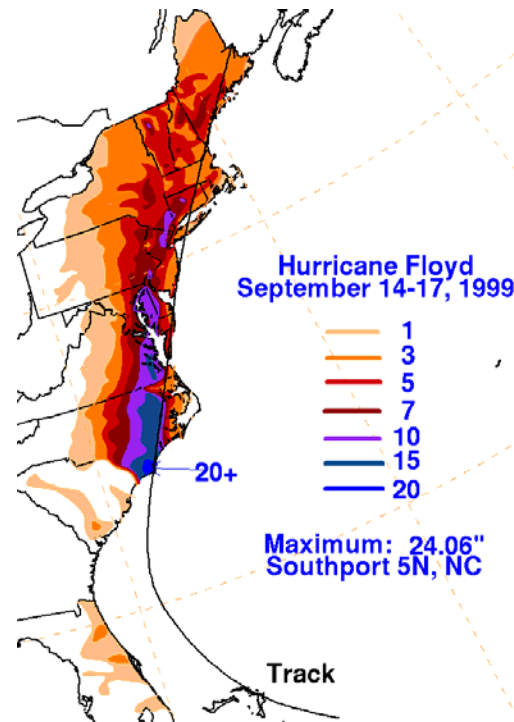 Hurricane Floyd
September 14-17, 1999
1
3
5
7
10
15
20
20+
Maximum: 24.06"
Southport 5N, NC
Track